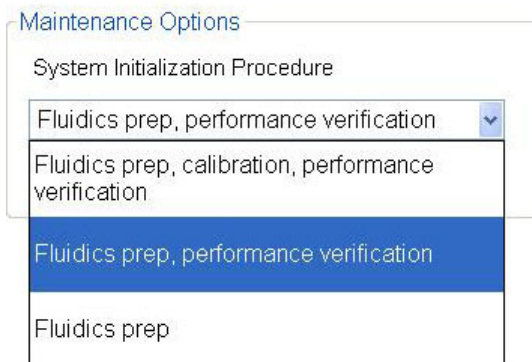 Maintenance Options
System Initialization Procedure
Fluidics prep, performance verification
Fluidics prep, calibration, performance
verification
Fluidics prep, performance verification
Fluidics prep